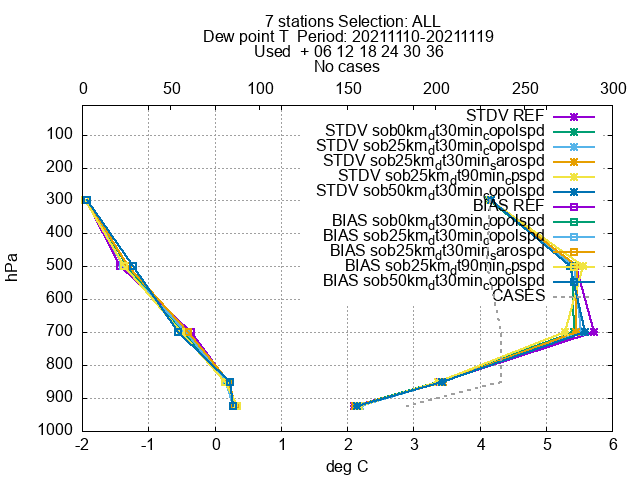 7 stations Selection: ALL
Dew point T  Period: 20211110-20211119
Used  + 06 12 18 24 30 36
No cases
0 50 100 150 200 250 300
STDV REF
STDV sob0km_dt30min_copolspd
STDV sob25km_dt30min_copolspd
STDV sob25km_dt30min_sarospd
STDV sob25km_dt90min_cpspd
STDV sob50km_dt30min_copolspd
BIAS REF
BIAS sob0km_dt30min_copolspd
BIAS sob25km_dt30min_copolspd
BIAS sob25km_dt30min_sarospd
BIAS sob25km_dt90min_cpspd
BIAS sob50km_dt30min_copolspd
CASES
hPa
100
200
300
400
500
600
700
800
900
1000
-2 -1 0 1 2 3 4 5 6
deg C